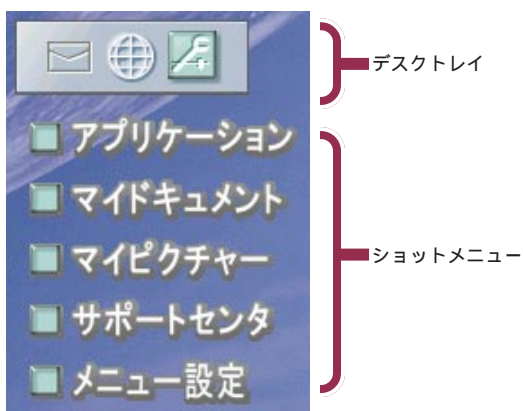 デスクトレイ
アプリケーション
マイドキュメント
マイピクチャー
ショットメニュー
サポートセンタ
メニュー設定